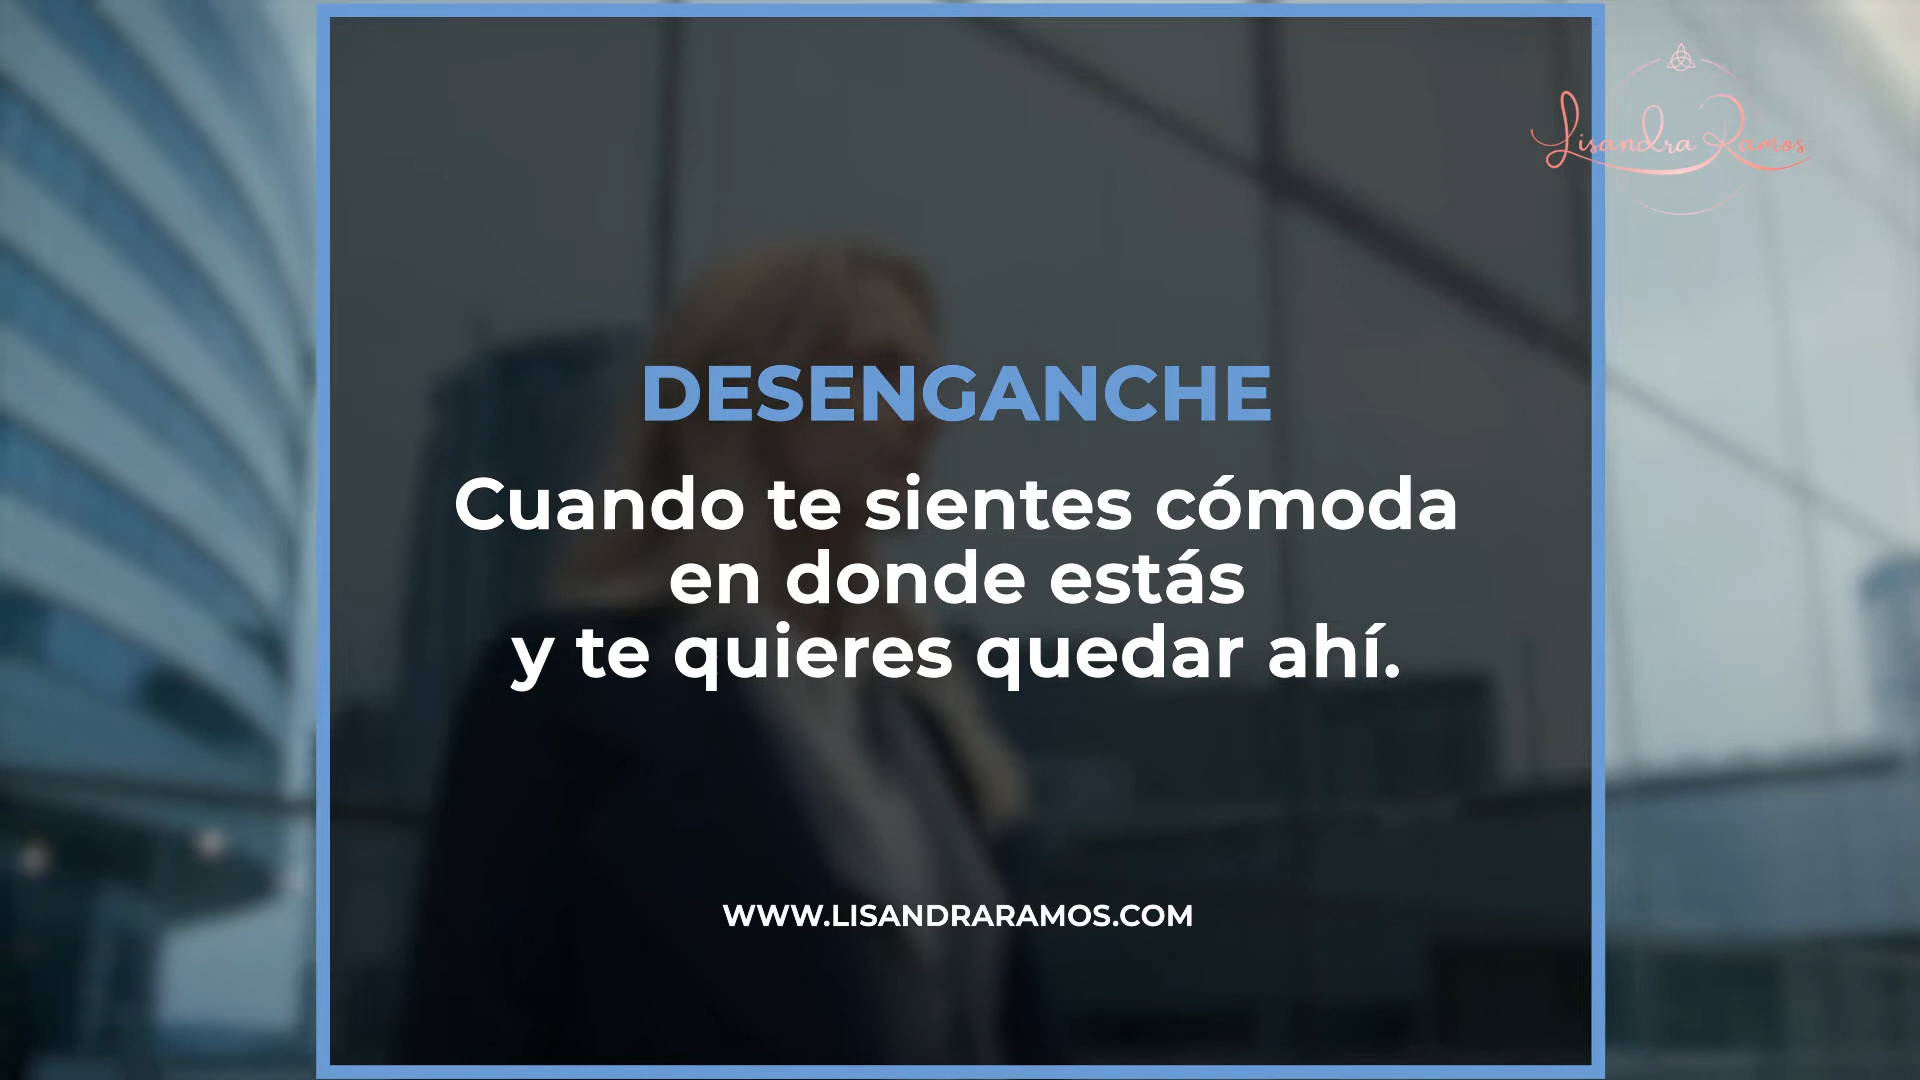 Lisandra Ramos
DESENGANCHE
Cuando te sientes cómoda
en donde estás
y te quieres quedar ahí.
WWW.LISANDRARAMOS.COM